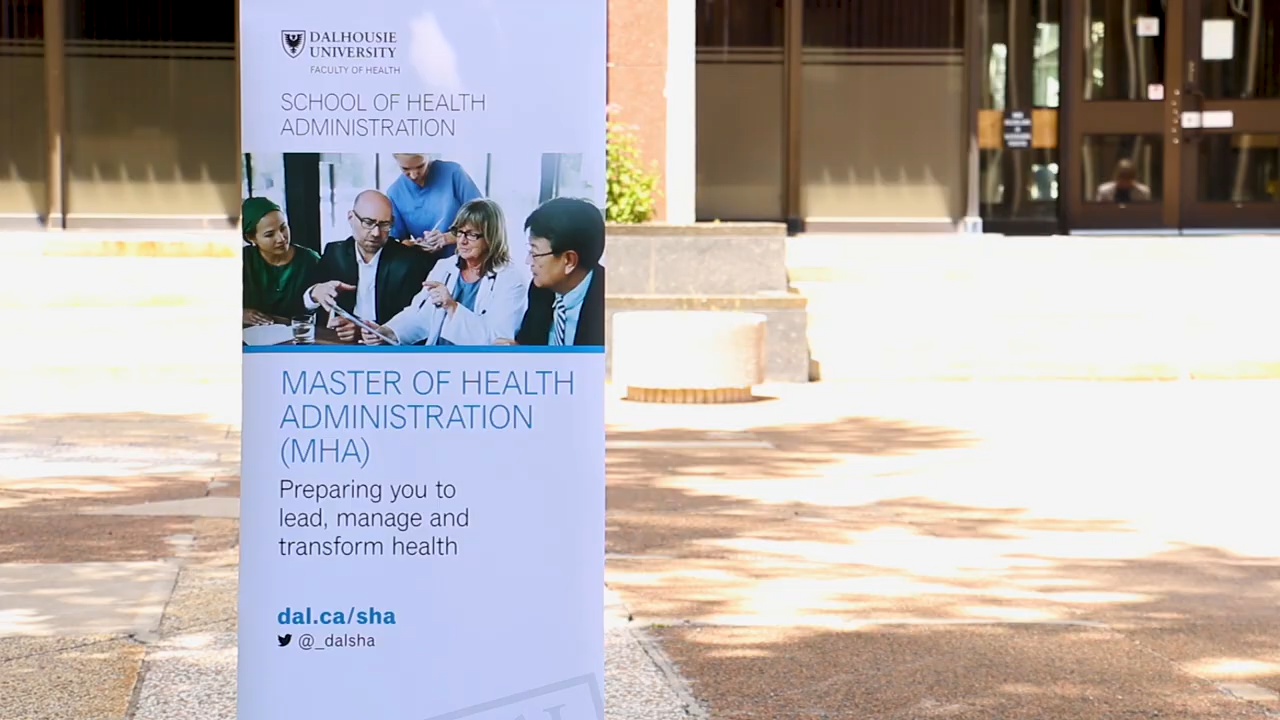 DALHOUSIE
UNIVERSITY
FACULTY OF HEALTH
SCHOOL OF HEALTH
ADMINISTRATION
MASTER OF HEALTH
ADMINISTRATION
(MHA)
Preparing you to
lead, manage and
transform health
dal.ca/sha
@_dalsha